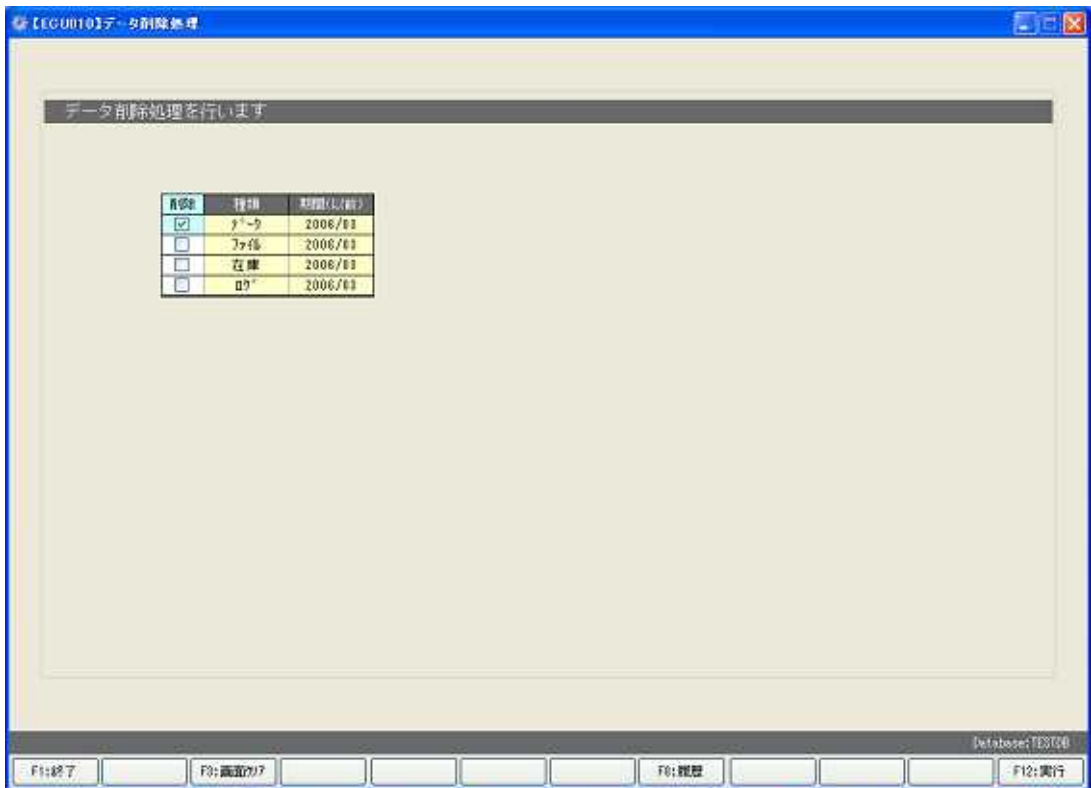 【ECU010】データ削除処理
データ削除処理を行います
削除 種類 期間(以前)
ﾃﾞｰﾀ 2006/03
ﾌｧｲﾙ 2006/03
在庫 2006/03
ﾛｸﾞ 2006/03
Database:TESTDB
F1:終了 F3:画面ｸﾘｱ F8:履歴 F12:実行